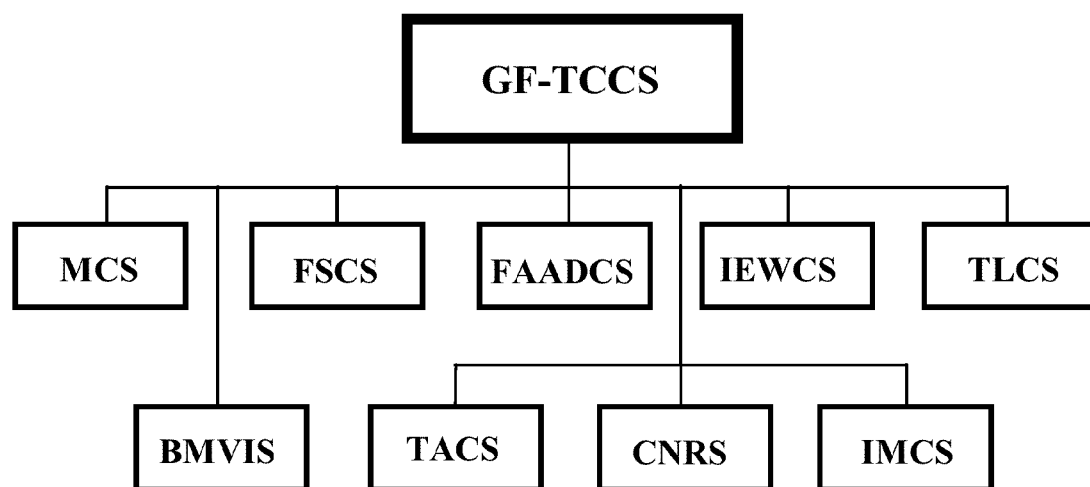 GF-TCCS
MCS
FSCS
FAADCS
IEWCS
TLCS
BMVIS
TACS
CNRS
IMCS